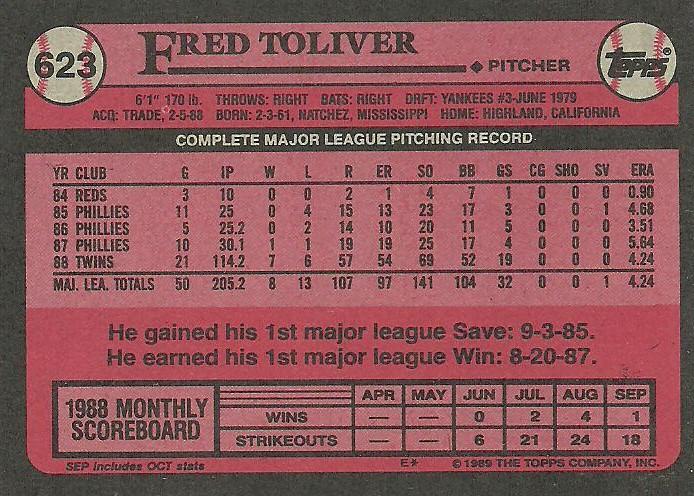 623
FRED TOLIVER
Topps®
PITCHER
6'1" 170 lb. THROWS: RIGHT BATS: RIGHT DRFT: YANKEES #3-JUNE 1979
ACQ: TRADE, 2-5-88 BORN: 2-3-61, NATCHEZ, MISSISSIPPI HOME: HIGHLAND, CALIFORNIA
COMPLETE MAJOR LEAGUE PITCHING RECORD
YR CLUB G IP W L R ER SO BB GS CG SHO SV ERA
84 REDS 3 10 0 0 2 1 4 7 1 0 0 0 0.90
85 PHILLIES 11 25 0 4 15 13 23 17 3 0 0 1 4.68
86 PHILLIES 5 25.2 0 2 14 10 20 11 5 0 0 0 3.51
87 PHILLIES 10 30.1 1 1 19 19 25 17 4 0 0 0 5.64
88 TWINS 21 114.2 7 6 57 54 69 52 19 0 0 0 4.24
MAJ. LEA. TOTALS 50 205.2 8 13 107 97 141 104 32 0 0 1 4.24
He gained his 1st major league Save: 9-3-85.
He earned his 1st major league Win: 8-20-87.
1988 MONTHLY
SCOREBOARD
APR MAY JUN JUL AUG SEP
WINS — — 0 2 4 1
STRIKEOUTS — — 6 21 24 18
SEP includes OCT stats
E*
© 1989 THE TOPPS COMPANY, INC.